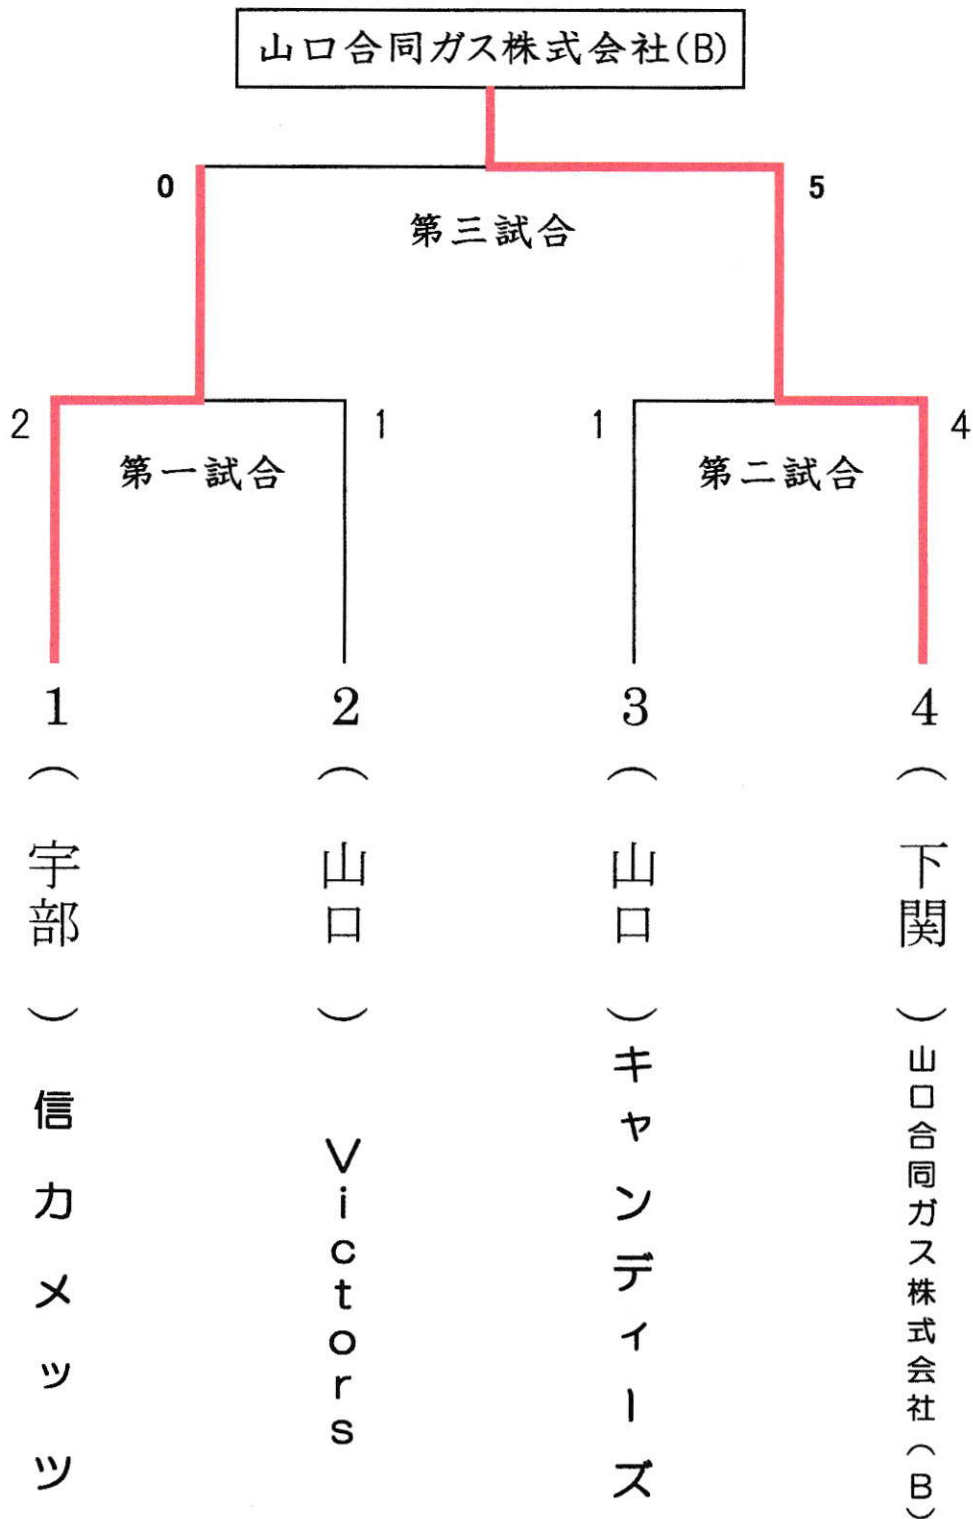 山口合同ガス株式会社(B)
0
5
第三試合
2
1
1
4
第一試合
第二試合
1
2
3
4
（宇部）信カメッツ
（山口）Victors
（山口）キャンディーズ
（下関）山口合同ガス株式会社（B）